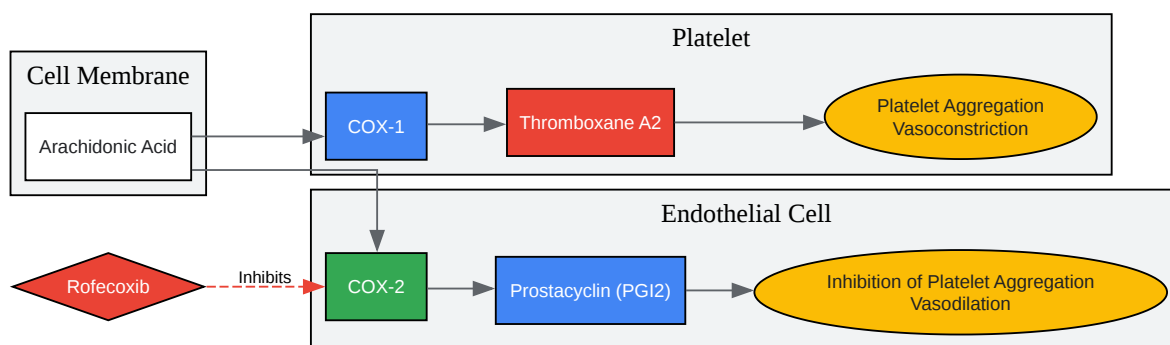 Platelet
Cell Membrane
Arachidonic Acid
COX-1
Thromboxane A2
Platelet Aggregation
Vasoconstriction
Endothelial Cell
Rofecoxib
Inhibits
COX-2
Prostacyclin (PGI2)
Inhibition of Platelet Aggregation
Vasodilation